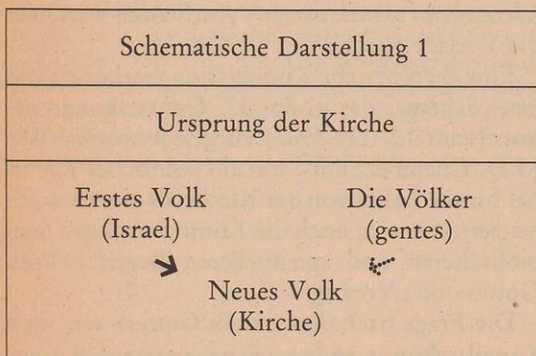 Schematische Darstellung 1
Ursprung der Kirche
Erstes Volk Die Völker
(Israel) (gentes)
Neues Volk
(Kirche)